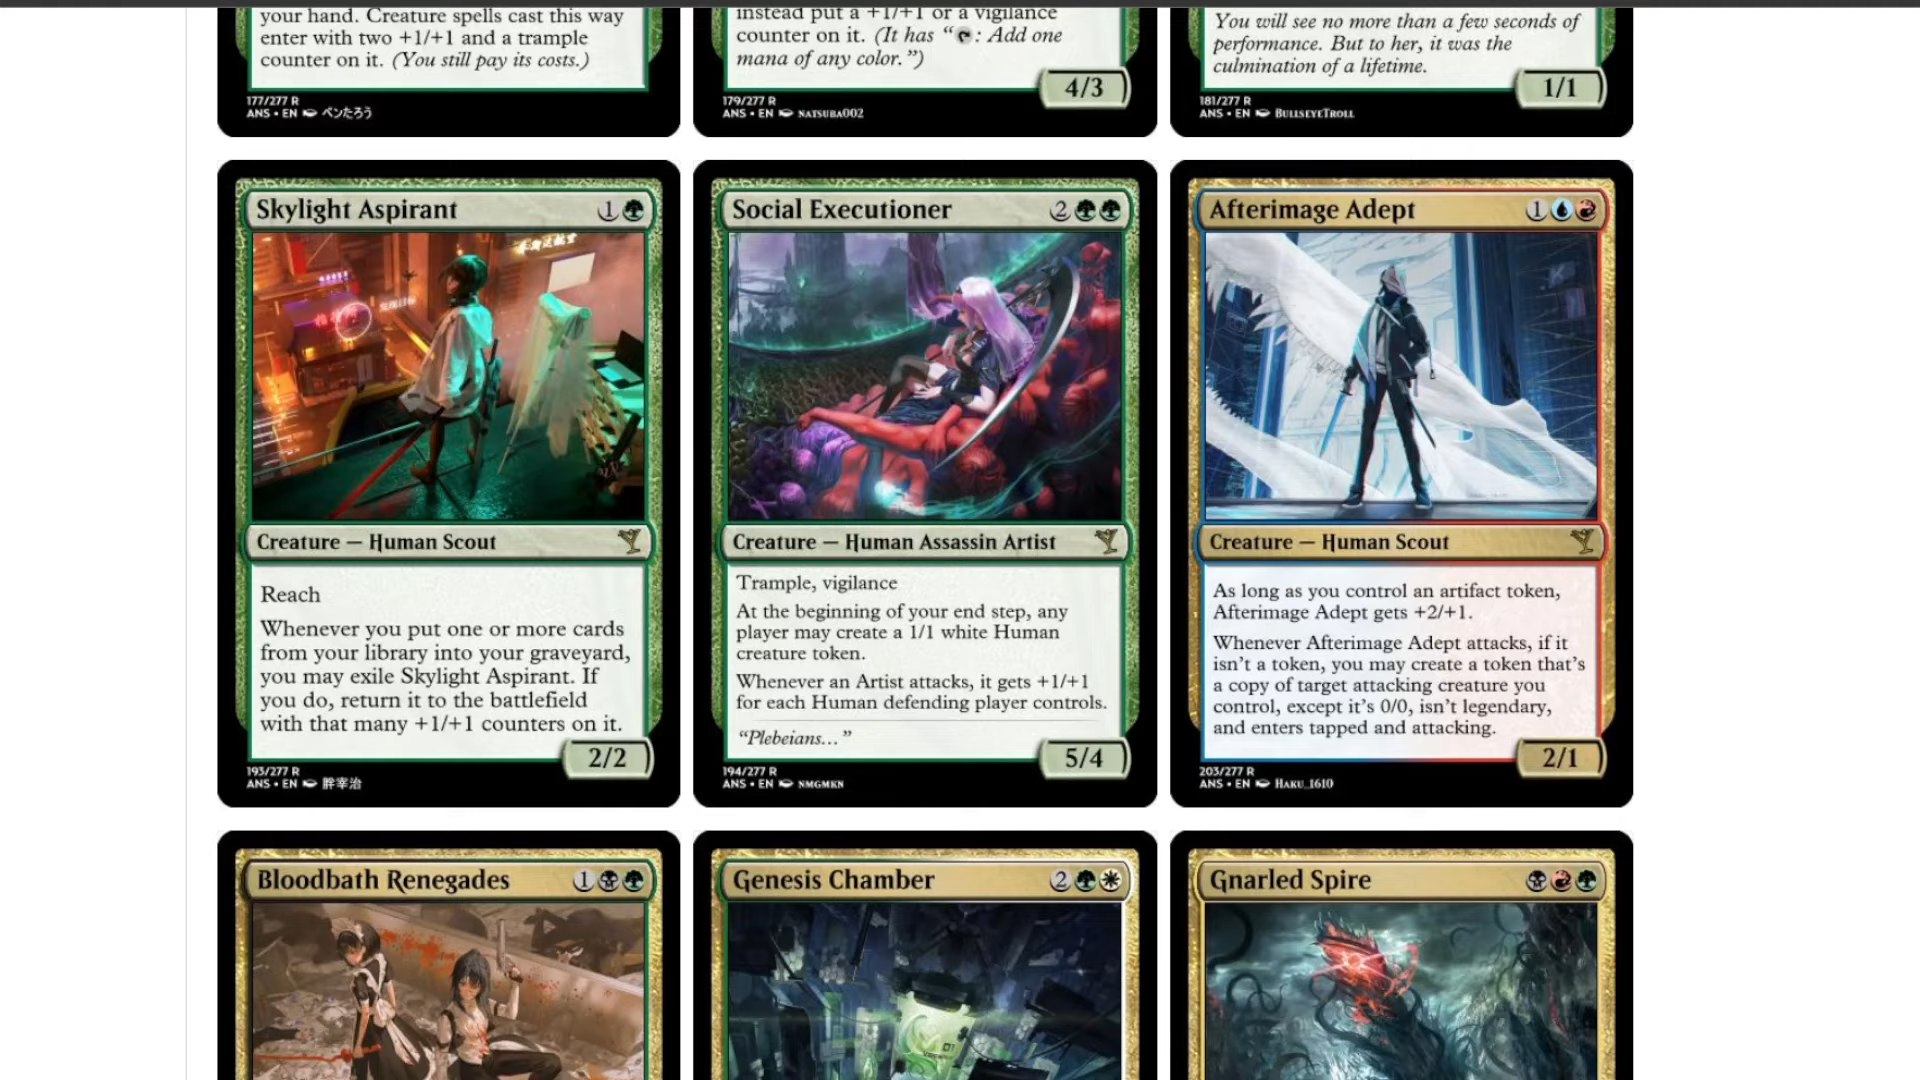 your hand. Creature spells cast this way
enter with two +1/+1 and a trample
counter on it. (You still pay its costs.)
177/277 R
ANS • EN ペンたろう
instead put a +1/+1 or a vigilance
counter on it. (It has “: Add one
mana of any color.”)
4/3
179/277 R
ANS • EN NATSUBA002
You will see no more than a few seconds of
performance. But to her, it was the
culmination of a lifetime.
1/1
181/277 R
ANS • EN BULLSEYETROLL
Skylight Aspirant 1
Creature — Human Scout
Reach
Whenever you put one or more cards
from your library into your graveyard,
you may exile Skylight Aspirant. If
you do, return it to the battlefield
with that many +1/+1 counters on it.
2/2
193/277 R
ANS • EN
Social Executioner 2
Creature — Human Assassin Artist
Trample, vigilance
At the beginning of your end step, any
player may create a 1/1 white Human
creature token.
Whenever an Artist attacks, it gets +1/+1
for each Human defending player controls.
“Plebeians...”
5/4
194/277 R
ANS • EN NMGMKN
Afterimage Adept 1
Creature — Human Scout
As long as you control an artifact token,
Afterimage Adept gets +2/+1.
Whenever Afterimage Adept attacks, if it
isn’t a token, you may create a token that’s
a copy of target attacking creature you
control, except it’s 0/0, isn’t legendary,
and enters tapped and attacking.
2/1
203/277 R
ANS • EN HAKU_1610
Bloodbath Renegades 1
Genesis Chamber 2
Gnarled Spire